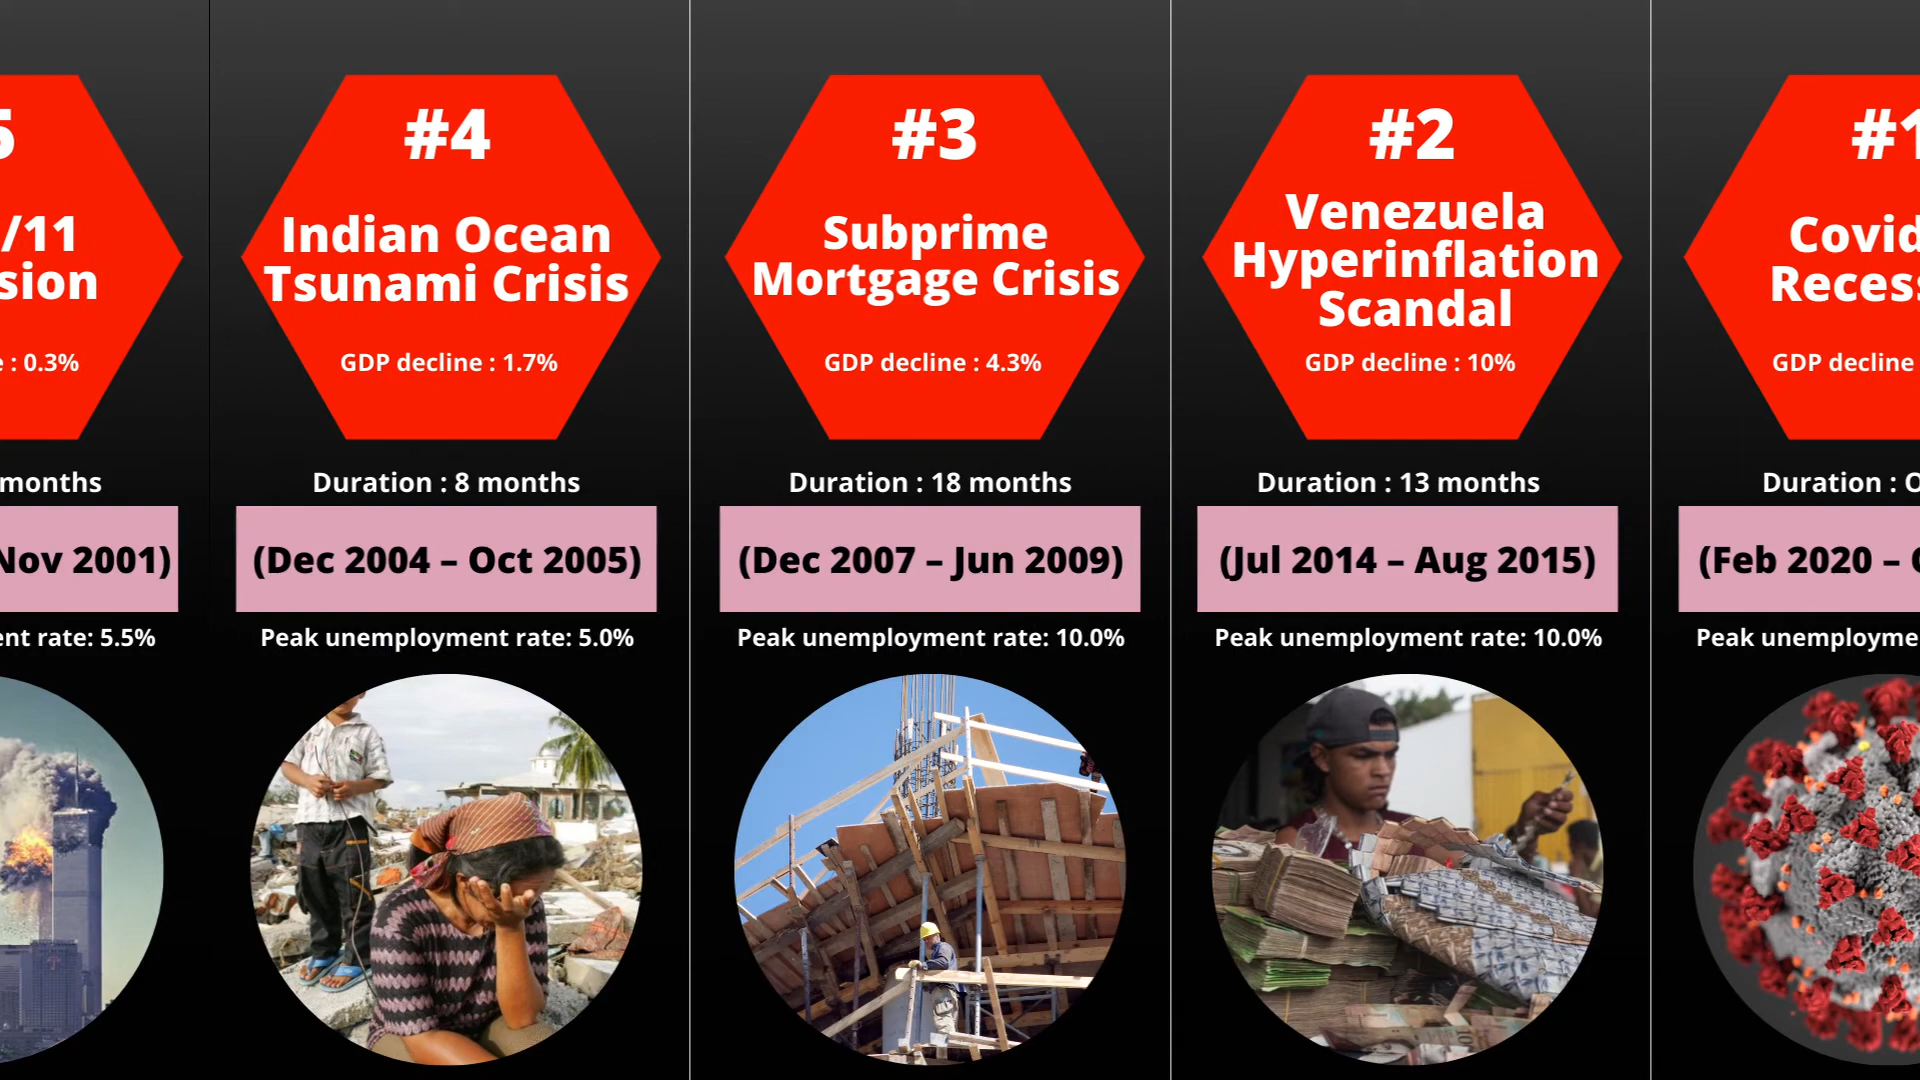 /11
sion
: 0.3%
months
Nov 2001)
rate: 5.5%
#4
Indian Ocean
Tsunami Crisis
GDP decline : 1.7%
Duration : 8 months
(Dec 2004 – Oct 2005)
Peak unemployment rate: 5.0%
#3
Subprime
Mortgage Crisis
GDP decline : 4.3%
Duration : 18 months
(Dec 2007 – Jun 2009)
Peak unemployment rate: 10.0%
#2
Venezuela
Hyperinflation
Scandal
GDP decline : 10%
Duration : 13 months
(Jul 2014 – Aug 2015)
Peak unemployment rate: 10.0%
#1
Covid
Recess
GDP decline
Duration :
(Feb 2020 –
Peak unemployme